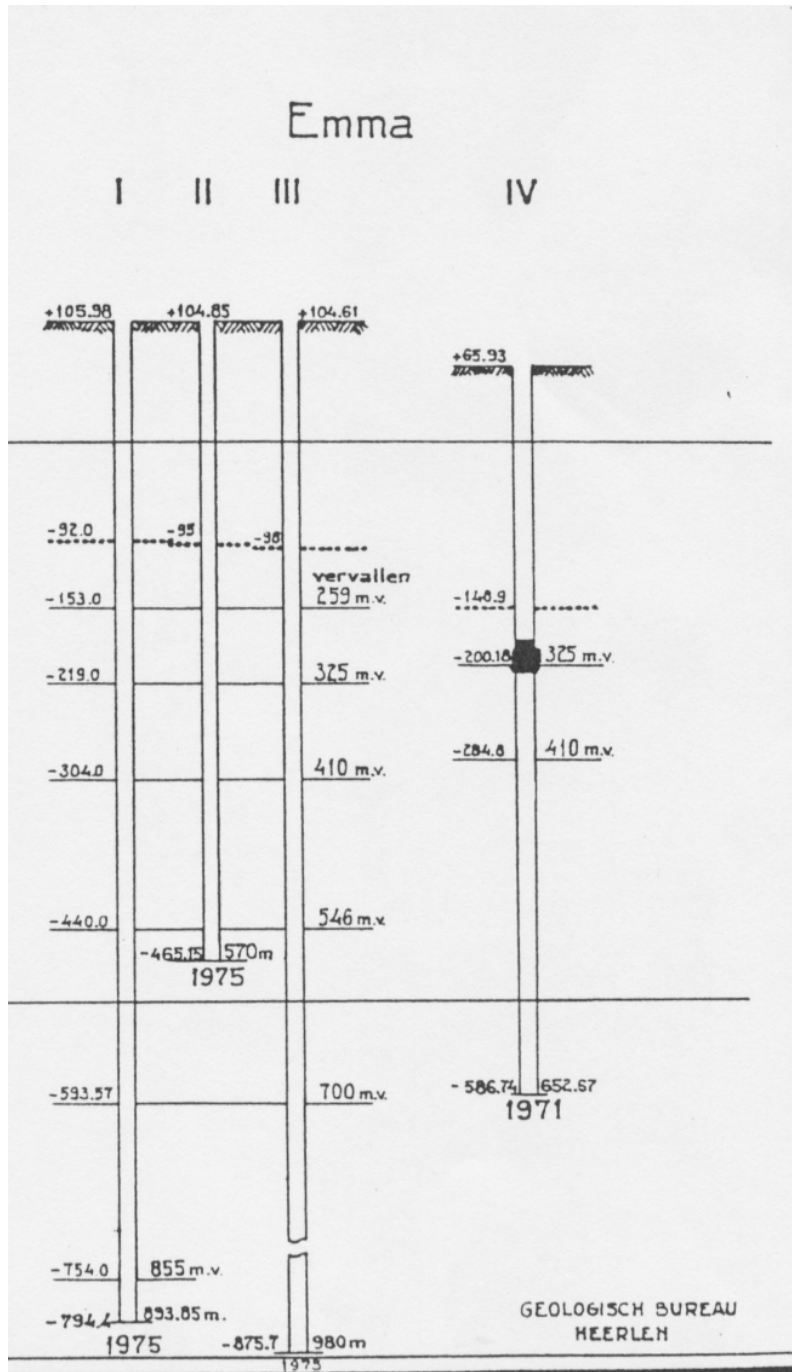 Emma
I II III IV
+105.98 +104.85 +104.61
+65.93
-92.0 -95 -98
vervallen
-153.0 259 m.v. -148.9
-219.0 325 m.v. -200.18 325 m.v.
-304.0 410 m.v. -284.8 410 m.v.
-440.0 546 m.v.
-465.15 570 m
1975
-593.57 700 m.v. -586.74 652.67
1971
-754.0 855 m.v.
-794.4 893.85 m.
1975
-875.7 980 m
1973
GEOLOGISCH BUREAU
HEERLEN